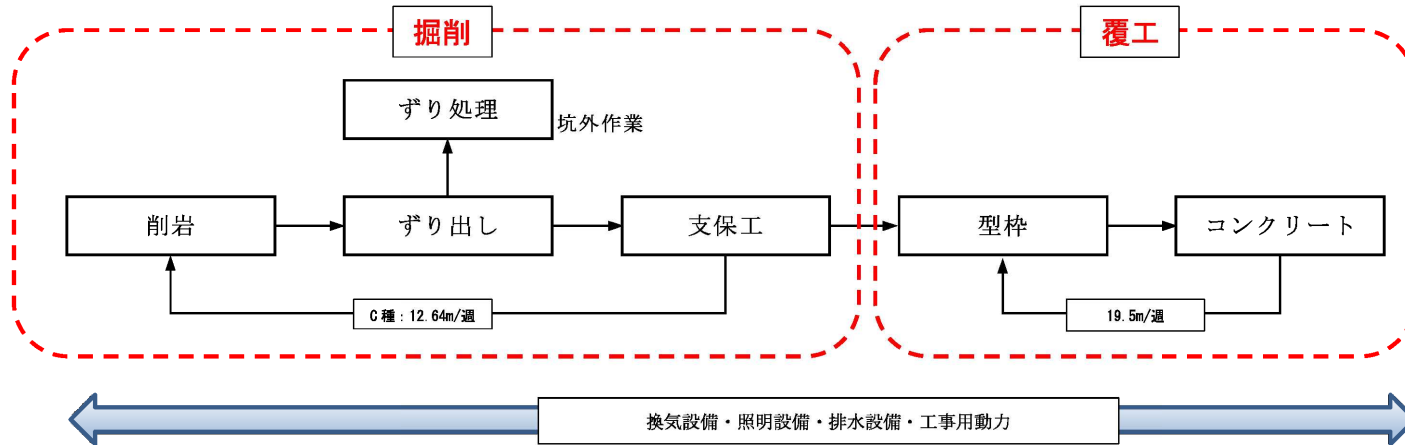 掘削
覆工
ずり処理
坑外作業
削岩
ずり出し
支保工
型枠
コンクリート
C種：12.64m/週
19.5m/週
換気設備・照明設備・排水設備・工事用動力